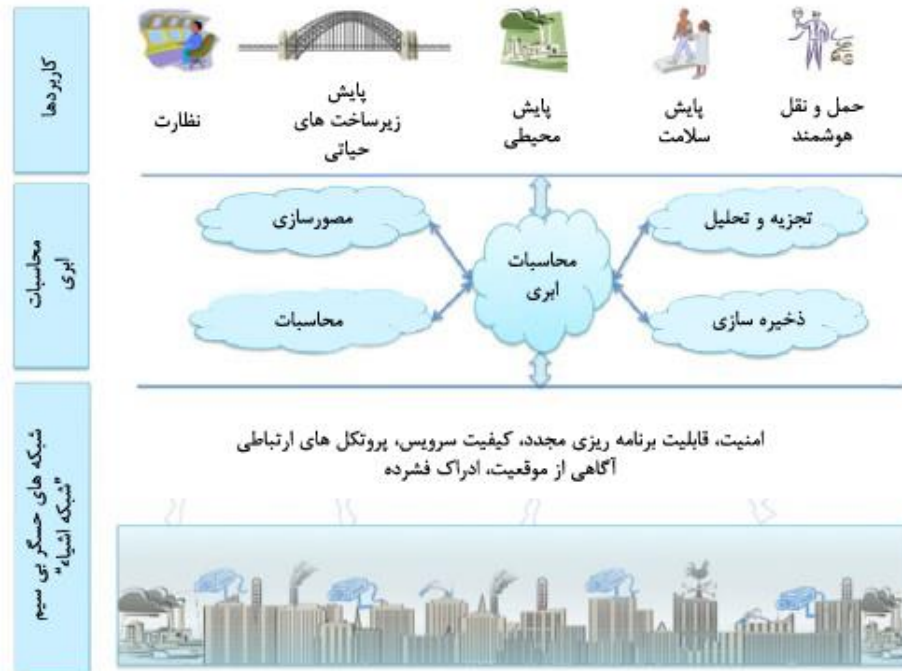 کاربردها
حمل و نقل
هوشمند
پایش
سلامت
پایش
محیطی
پایش
زیرساخت های
حیاتی
نظارت
محاسبات
ابری
تجزیه و تحلیل
ذخیره سازی
محاسبات
ابری
مصورسازی
محاسبات
شبکه های حسگر بی سیم
"شبکه اشیاء"
امنیت، قابلیت برنامه ریزی مجدد، کیفیت سرویس، پروتکل های ارتباطی
آگاهی از موقعیت، ادراک فشرده